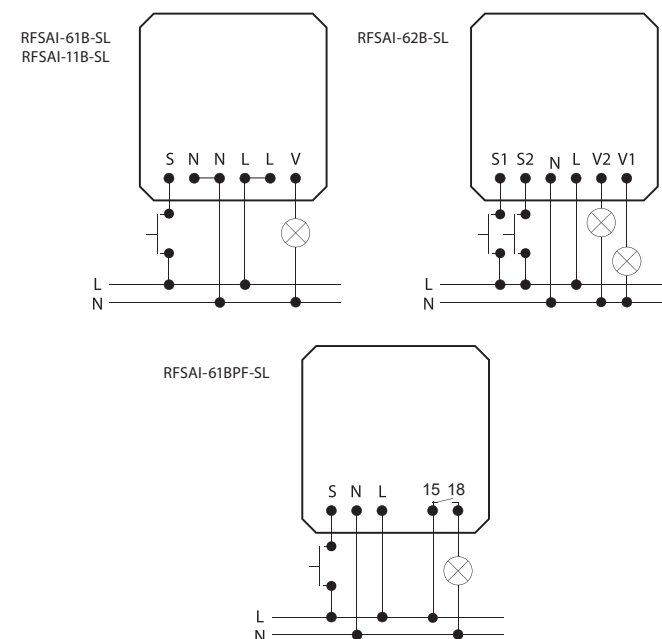 RFSAI-61B-SL
RFSAI-11B-SL
S N N L L V
L
N
RFSAI-62B-SL
S1 S2 N L V2 V1
L
N
RFSAI-61BPF-SL
S N L 15 18
L
N